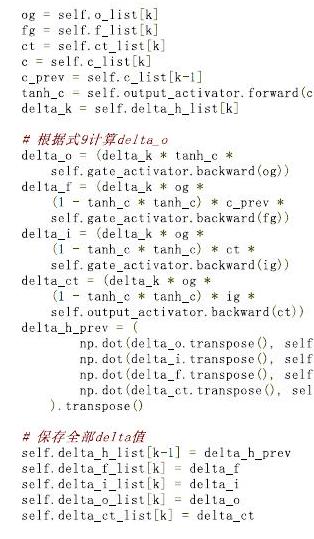 og = self.o_list[k]
fg = self.f_list[k]
ct = self.ct_list[k]
c = self.c_list[k]
c_prev = self.c_list[k-1]
tanh_c = self.output_activator.forward(c
delta_k = self.delta_h_list[k]
# 根据式9计算delta_o
delta_o = (delta_k * tanh_c *
self.gate_activator.backward(og))
delta_f = (delta_k * og *
(1 - tanh_c * tanh_c) * c_prev *
self.gate_activator.backward(fg))
delta_i = (delta_k * og *
(1 - tanh_c * tanh_c) * ct *
self.gate_activator.backward(ig))
delta_ct = (delta_k * og *
(1 - tanh_c * tanh_c) * ig *
self.output_activator.backward(ct))
delta_h_prev = (
np.dot(delta_o.transpose(), self
np.dot(delta_i.transpose(), self
np.dot(delta_f.transpose(), self
np.dot(delta_ct.transpose(), sel
).transpose()
# 保存全部delta值
self.delta_h_list[k-1] = delta_h_prev
self.delta_f_list[k] = delta_f
self.delta_i_list[k] = delta_i
self.delta_o_list[k] = delta_o
self.delta_ct_list[k] = delta_ct